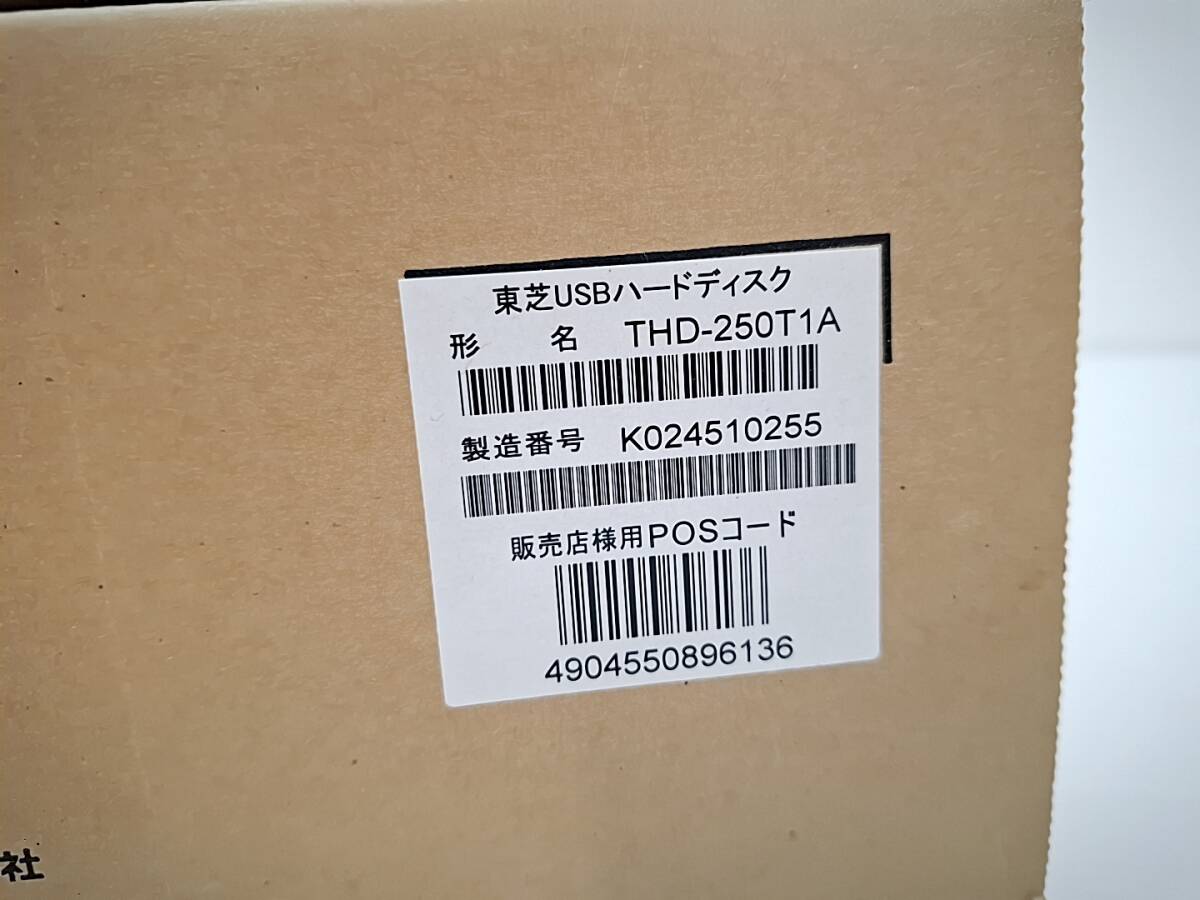 東芝USBハードディスク
形 名 THD-250T1A
製造番号 K024510255
販売店様用POSコード
4904550896136
社